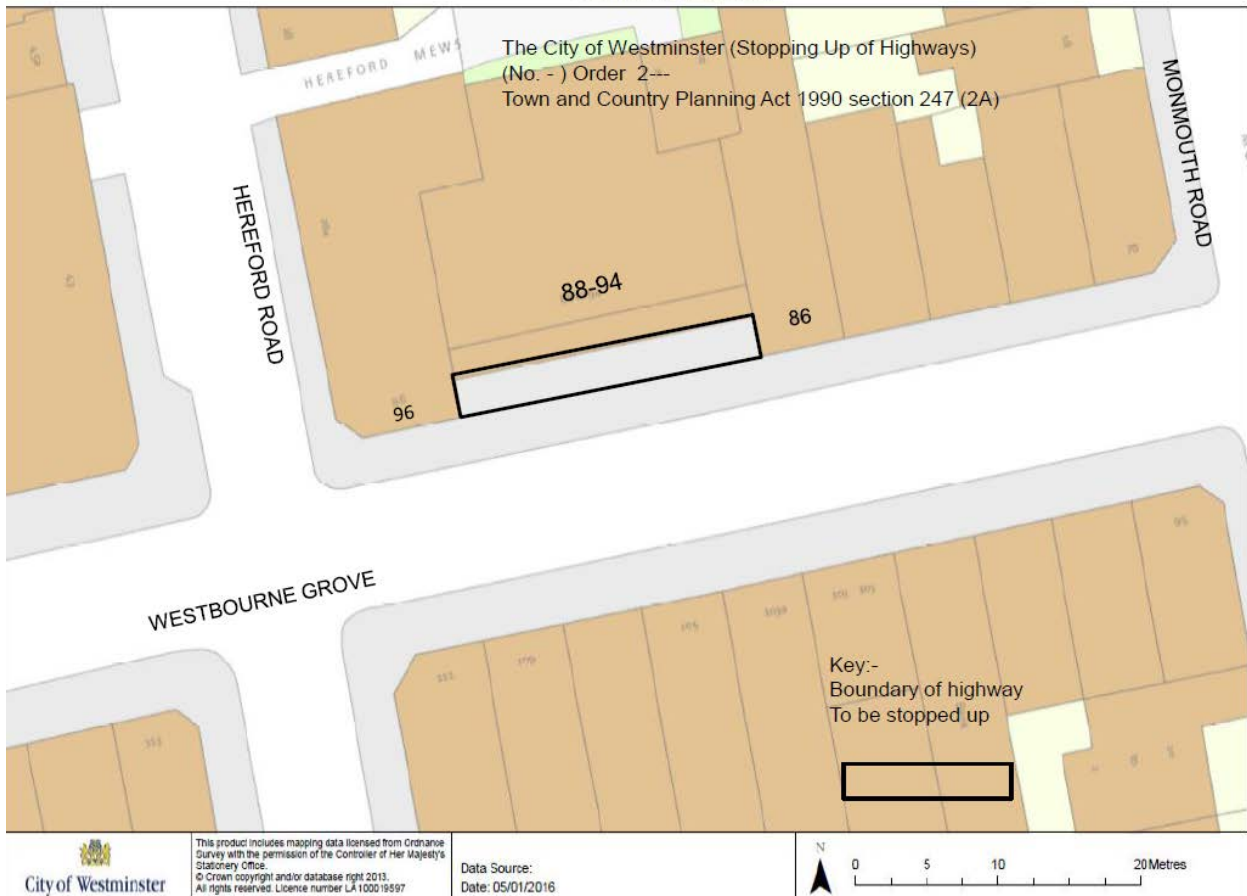 HEREFORD MEWS
The City of Westminster (Stopping Up of Highways)
(No. - ) Order 2---
Town and Country Planning Act 1990 section 247 (2A)
MONMOUTH ROAD
HEREFORD ROAD
88-94
86
70
96
WESTBOURNE GROVE
95
Key:-
Boundary of highway
To be stopped up
City of Westminster
This product includes mapping data licensed from Ordnance
Survey with the permission of the Controller of Her Majesty's
Stationery Office.
© Crown copyright and/or database right 2013.
All rights reserved. Licence number LA 100019597
Data Source:
Date: 05/01/2016
N
0 5 10 20 Metres